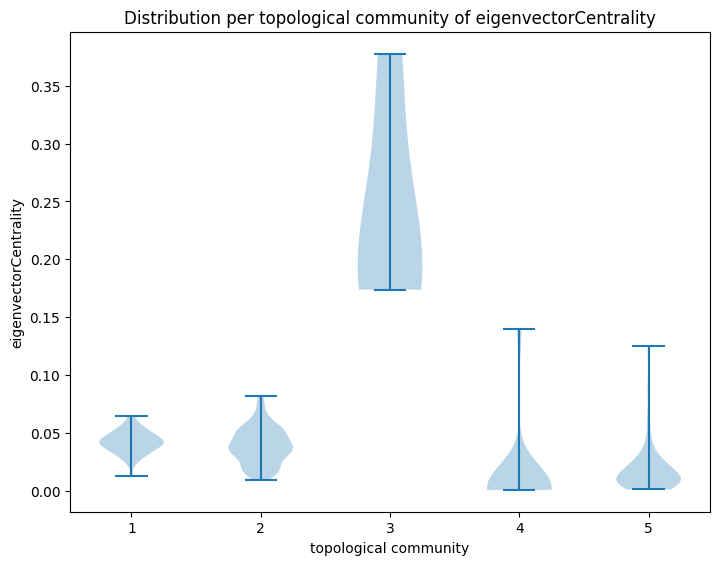 Distribution per topological community of eigenvectorCentrality
eigenvectorCentrality
0.35
0.30
0.25
0.20
0.15
0.10
0.05
0.00
1 2 3 4 5
topological community